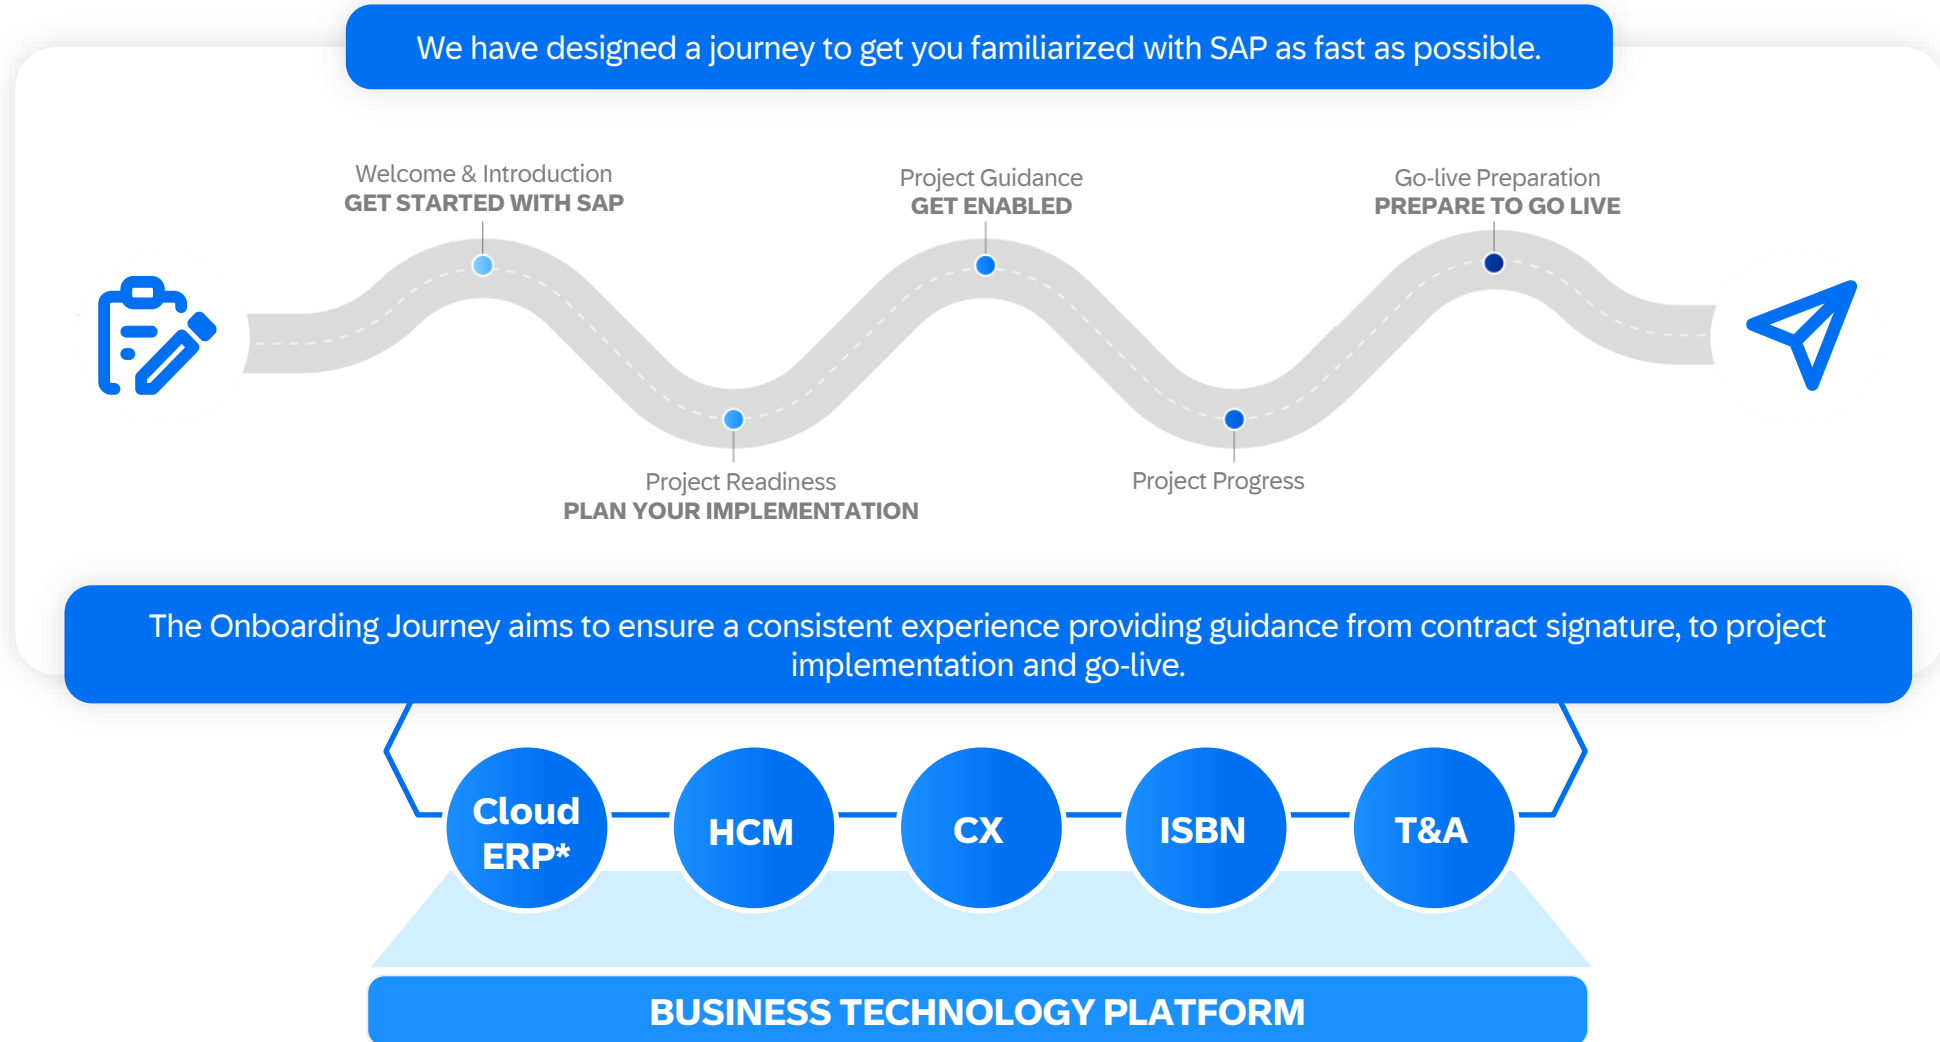 We have designed a journey to get you familiarized with SAP as fast as possible.
Welcome & Introduction
GET STARTED WITH SAP
Project Guidance
GET ENABLED
Go-live Preparation
PREPARE TO GO LIVE
Project Readiness
PLAN YOUR IMPLEMENTATION
Project Progress
The Onboarding Journey aims to ensure a consistent experience providing guidance from contract signature, to project
implementation and go-live.
Cloud
ERP*
HCM
CX
ISBN
T&A
BUSINESS TECHNOLOGY PLATFORM